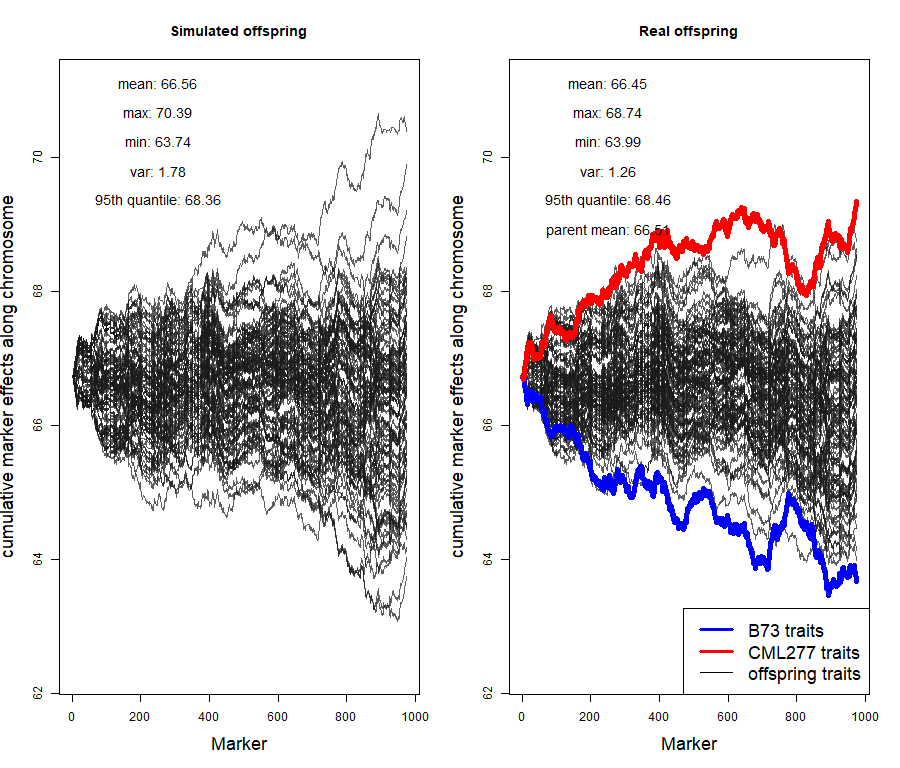 Simulated offspring
mean: 66.56
max: 70.39
min: 63.74
var: 1.78
95th quantile: 68.36
cumulative marker effects along chromosome
62
64
66
68
70
0
200
400
600
800
1000
Marker
Real offspring
mean: 66.45
max: 68.74
min: 63.99
var: 1.26
95th quantile: 68.46
parent mean: 66.51
cumulative marker effects along chromosome
62
64
66
68
70
B73 traits
CML277 traits
offspring traits
0
200
400
600
800
1000
Marker